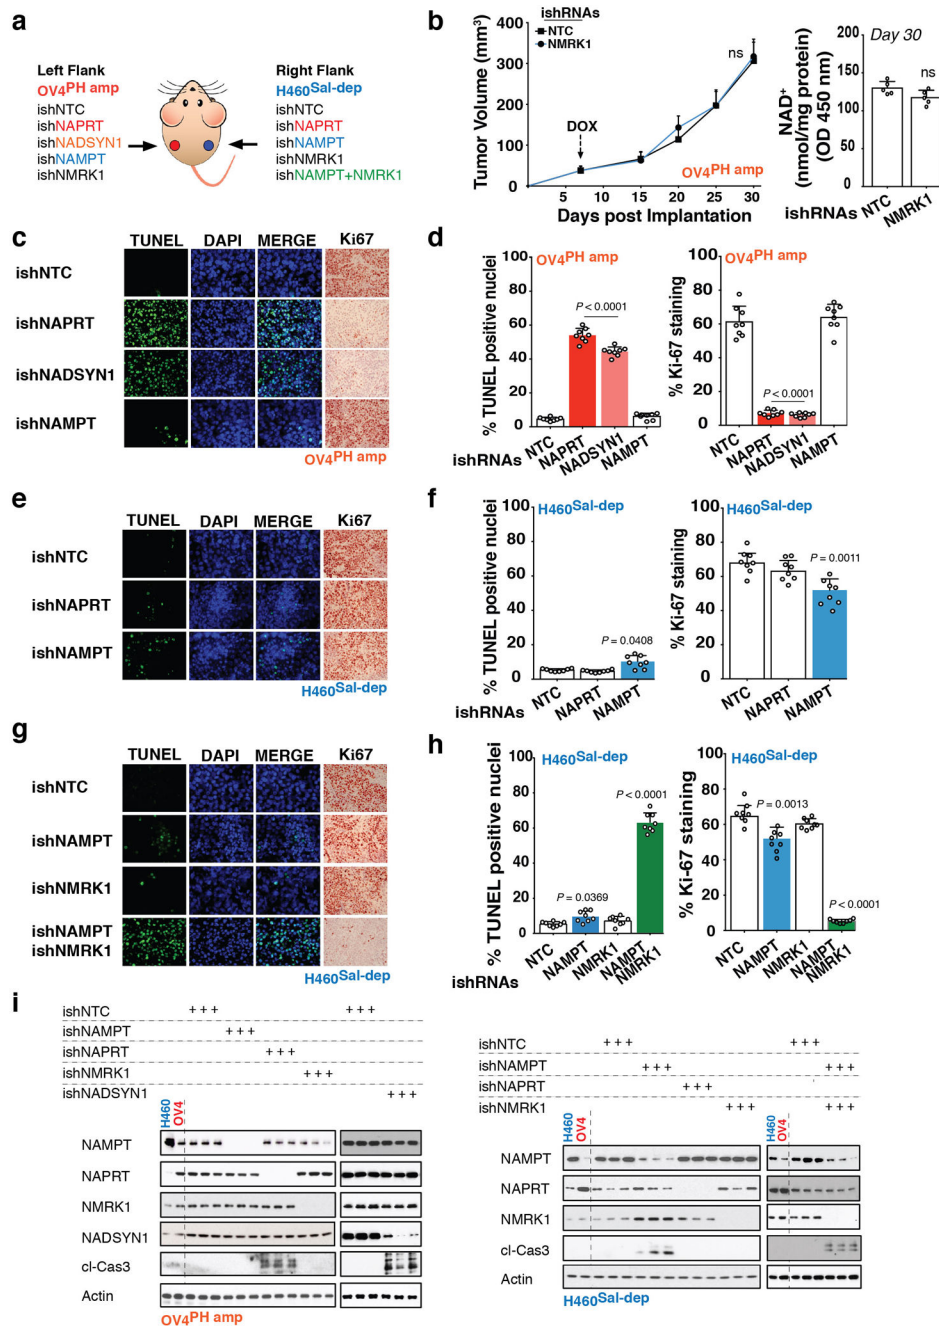 a
Left Flank
OV4PH amp
ishNTC
ishNAPRT
ishNADSYN1
ishNAMPT
ishNMRK1
Right Flank
H460Sal-dep
ishNTC
ishNAPRT
ishNAMPT
ishNMRK1
ishNAMPT+NMRK1
b
Tumor Volume (mm3)
400
300
200
100
0
ishRNAs
NTC
NMRK1
ns
DOX
OV4PH amp
5 10 15 20 25 30
Days post Implantation
NAD+
(nmol/mg protein)
(OD 450 nm)
200
150
100
50
0
Day 30
ns
ishRNAs NTC NMRK1
c
TUNEL DAPI MERGE Ki67
ishNTC
ishNAPRT
ishNADSYN1
ishNAMPT
OV4PH amp
d
% TUNEL positive nuclei
100
80
60
40
20
0
OV4PH amp
P < 0.0001
NTC NAPRT NADSYN1 NAMPT
ishRNAs
% Ki-67 staining
100
80
60
40
20
0
OV4PH amp
P < 0.0001
NTC NAPRT NADSYN1 NAMPT
e
TUNEL DAPI MERGE Ki67
ishNTC
ishNAPRT
ishNAMPT
H460Sal-dep
f
% TUNEL positive nuclei
100
80
60
40
20
0
H460Sal-dep
P = 0.0408
NTC NAPRT NAMPT
ishRNAs
% Ki-67 staining
100
80
60
40
20
0
H460Sal-dep
P = 0.0011
NTC NAPRT NAMPT
g
TUNEL DAPI MERGE Ki67
ishNTC
ishNAMPT
ishNMRK1
ishNAMPT
ishNMRK1
H460Sal-dep
h
% TUNEL positive nuclei
100
80
60
40
20
0
H460Sal-dep
P < 0.0001
P = 0.0369
NTC NAMPT NMRK1 NAMPT NMRK1
ishRNAs
% Ki-67 staining
100
80
60
40
20
0
H460Sal-dep
P = 0.0013
P < 0.0001
NTC NAMPT NMRK1 NAMPT NMRK1
i
ishNTC + + + + + +
ishNAMPT + + +
ishNAPRT + + +
ishNMRK1 + + +
ishNADSYN1 + + +
H460 OV4
NAMPT
NAPRT
NMRK1
NADSYN1
cl-Cas3
Actin
OV4PH amp
ishNTC + + + + + +
ishNAMPT + + + + + +
ishNAPRT + + +
ishNMRK1 + + + + + +
H460 OV4 H460 OV4
NAMPT
NAPRT
NMRK1
cl-Cas3
Actin
H460Sal-dep